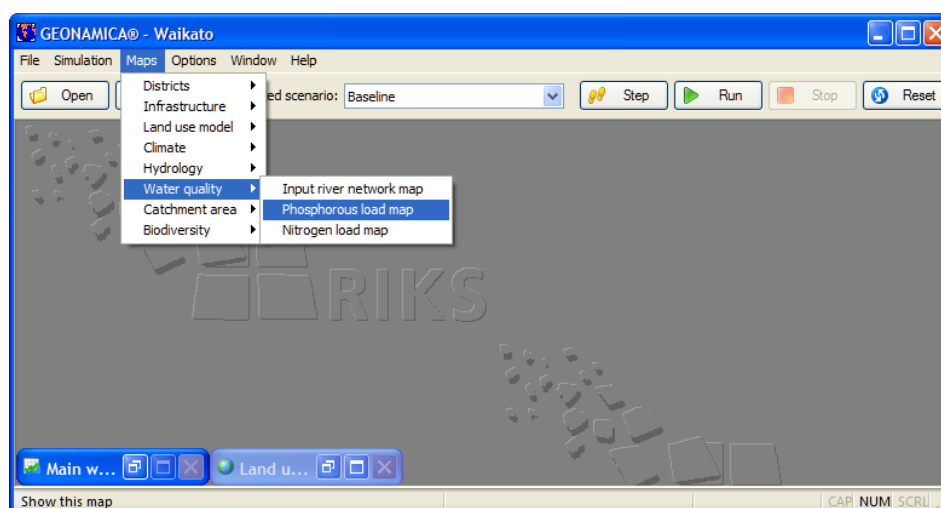 GEONAMICA® - Waikato
File Simulation Maps Options Window Help
Open ed scenario: Baseline Step Run Stop Reset
Districts
Infrastructure
Land use model
Climate
Hydrology
Water quality Input river network map
Catchment area Phosphorous load map
Biodiversity Nitrogen load map
RIKS
Main w... Land u...
Show this map CAP NUM SCRL